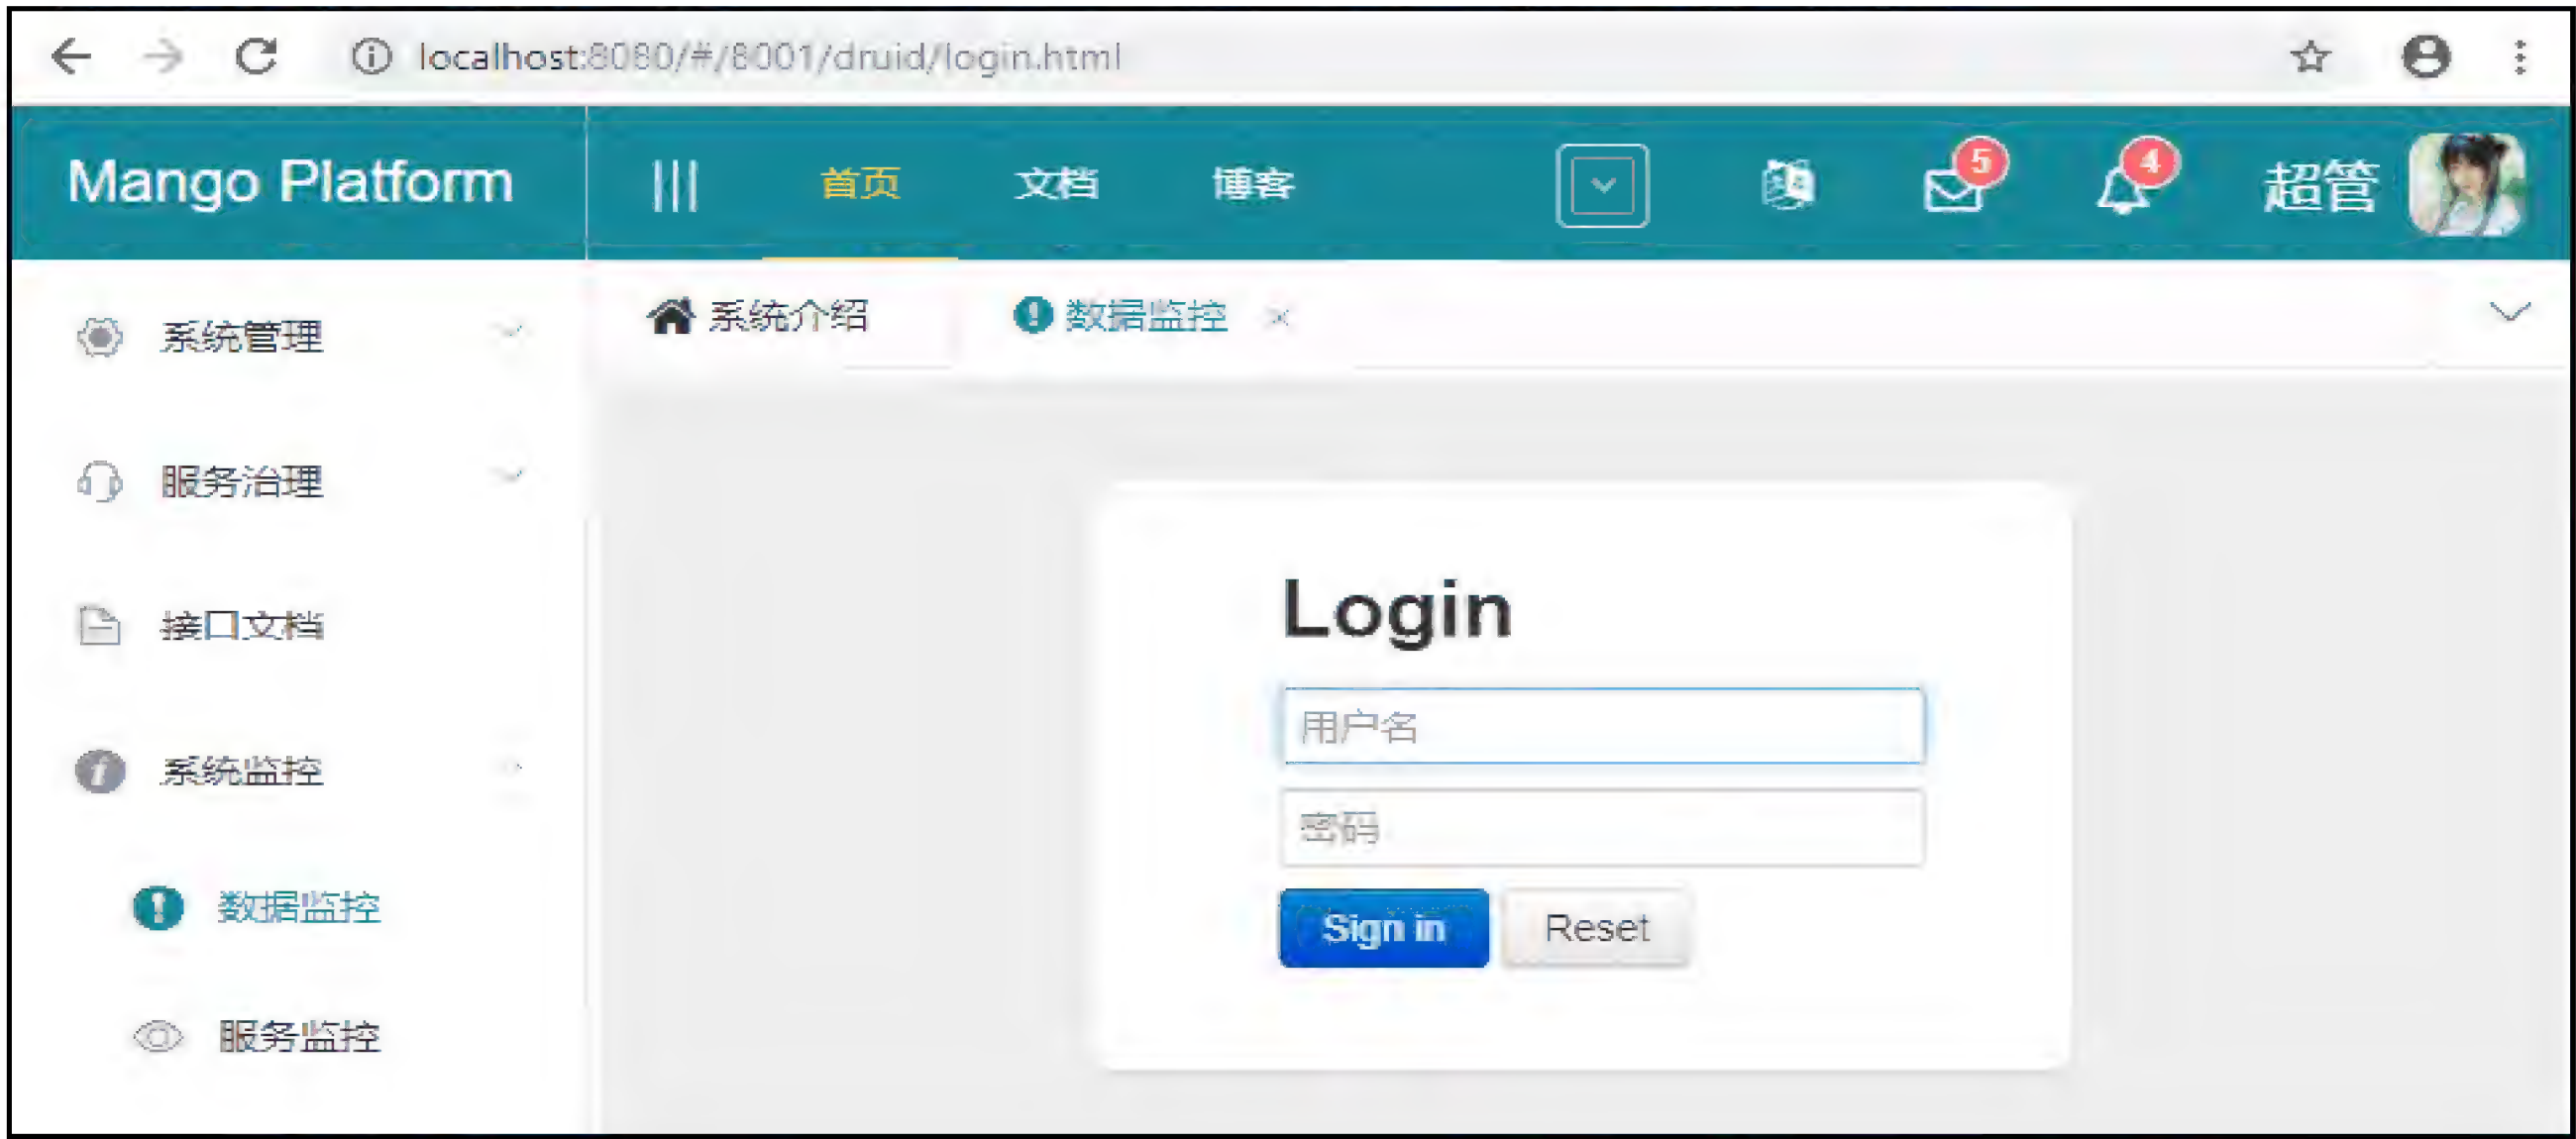 localhost:8080/#/8001/druid/login.html
Mango Platform 首页 文档 博客 5 4 超管
系统管理
服务治理
接口文档
系统监控
数据监控
服务监控
系统介绍 数据监控 ×
Login
用户名
密码
Sign in Reset